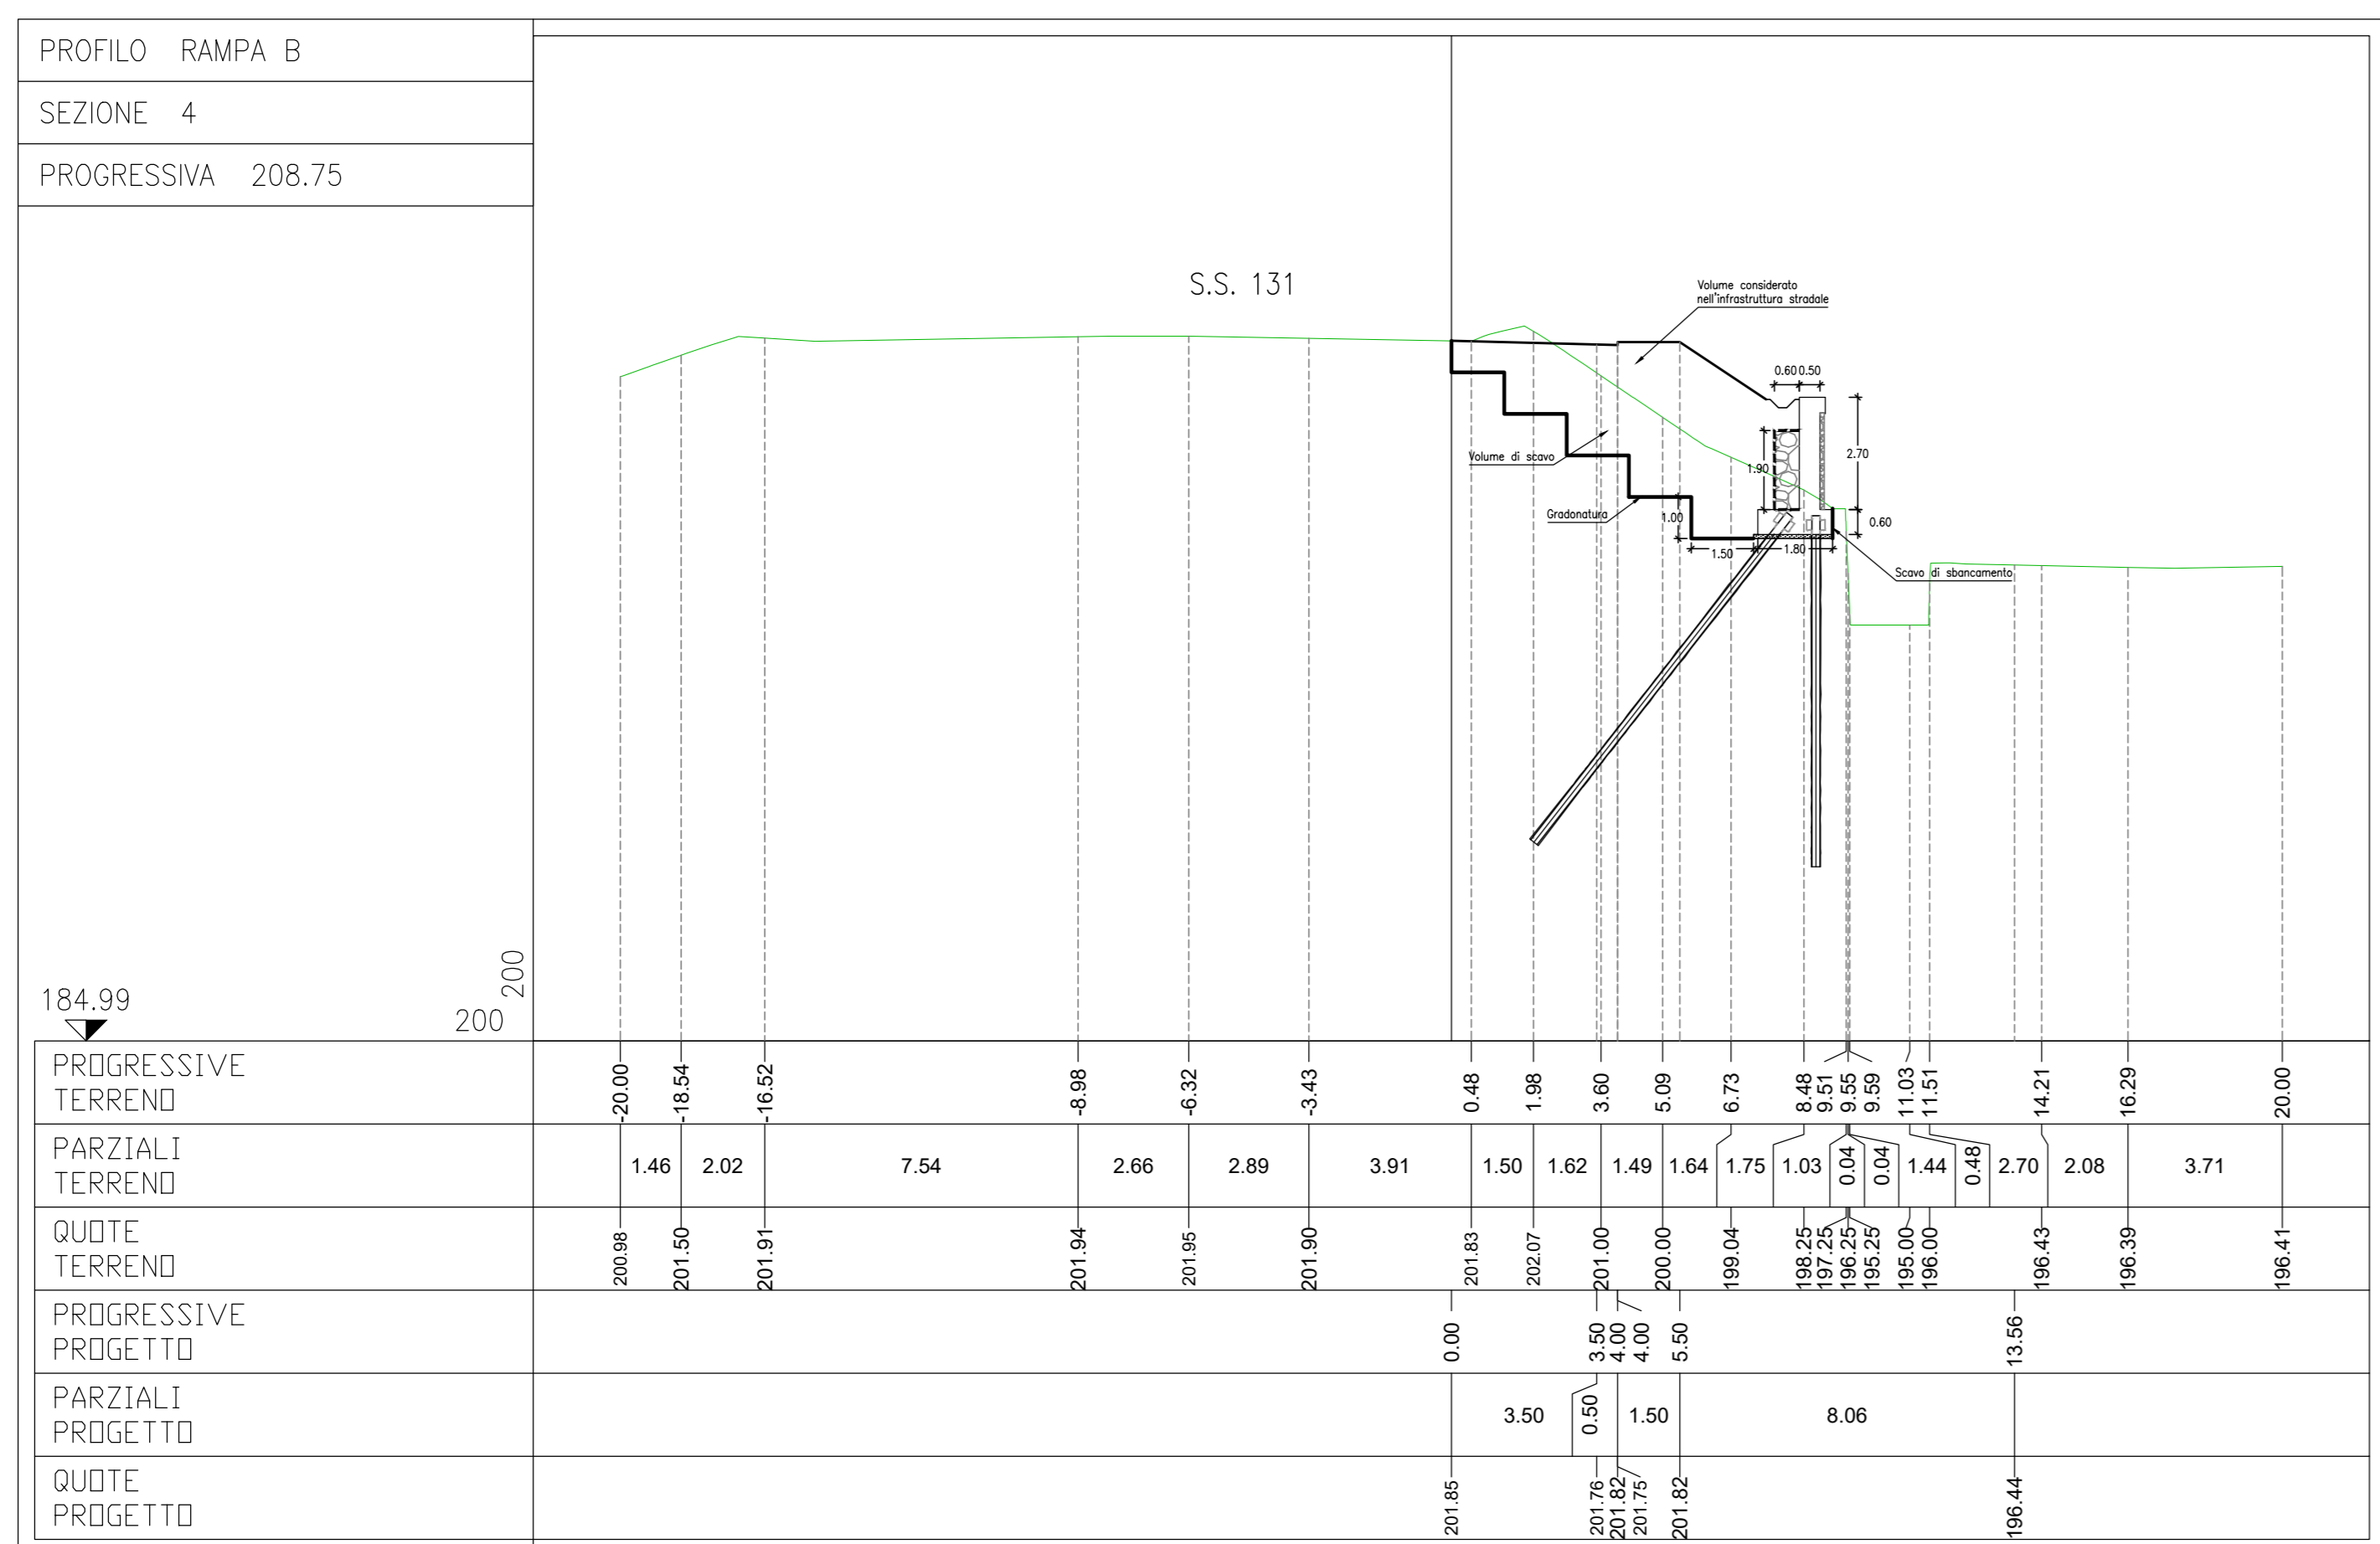 PROFILO RAMPA B
SEZIONE 4
PROGRESSIVA 208.75
S.S. 131
Volume considerato
nell'infrastruttura stradale
0.60 0.50
2.70
Volume di scavo
1.90
Gradonatura
1.00
0.60
1.50
1.80
Scavo di sbancamento
200
184.99
200
PROGRESSIVE
TERRENO
-20.00 -18.54 -16.52 -8.98 -6.32 -3.43 0.48 1.98 3.60 5.09 6.73 8.48 9.51 9.55 9.59 11.03 11.51 14.21 16.29 20.00
PARZIALI
TERRENO
1.46 2.02 7.54 2.66 2.89 3.91 1.50 1.62 1.49 1.64 1.75 1.03 0.04 0.04 1.44 0.48 2.70 2.08 3.71
QUOTE
TERRENO
200.98 201.50 201.91 201.94 201.95 201.90 201.83 202.07 201.00 200.00 199.04 198.25 197.25 196.25 195.25 195.00 196.00 196.43 196.39 196.41
PROGRESSIVE
PROGETTO
0.00 3.50 4.00 4.00 5.50 13.56
PARZIALI
PROGETTO
3.50 0.50 1.50 8.06
QUOTE
PROGETTO
201.85 201.76 201.82 201.75 201.82 196.44